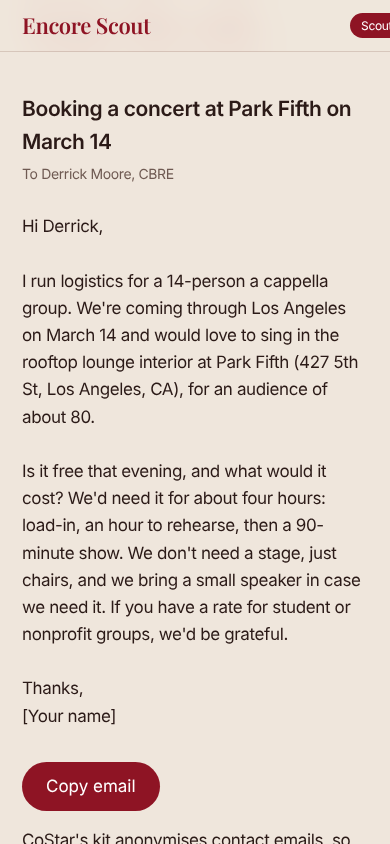 Encore Scout
Scout
Booking a concert at Park Fifth on
March 14
To Derrick Moore, CBRE
Hi Derrick,
I run logistics for a 14-person a cappella
group. We're coming through Los Angeles
on March 14 and would love to sing in the
rooftop lounge interior at Park Fifth (427 5th
St, Los Angeles, CA), for an audience of
about 80.
Is it free that evening, and what would it
cost? We'd need it for about four hours:
load-in, an hour to rehearse, then a 90-
minute show. We don't need a stage, just
chairs, and we bring a small speaker in case
we need it. If you have a rate for student or
nonprofit groups, we'd be grateful.
Thanks,
[Your name]
Copy email
CoStar's kit anonymises contact emails, so